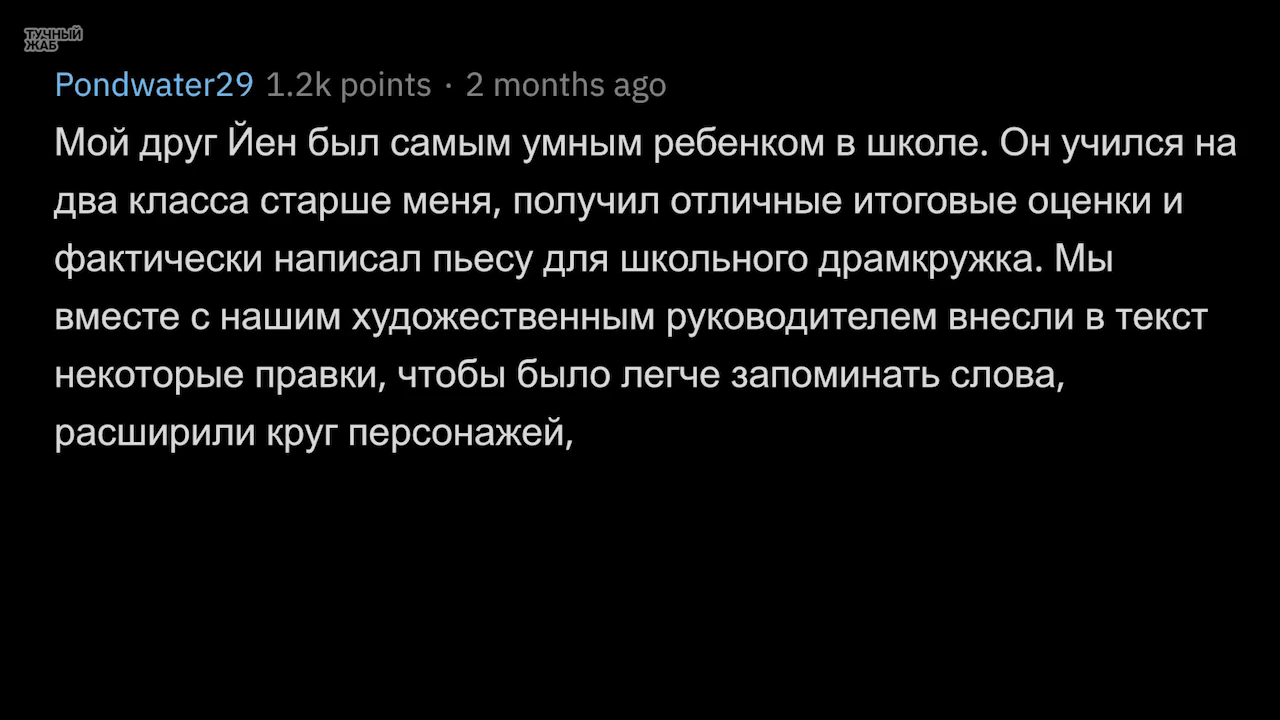 ТУЧНЫЙ
ЖАБ
Pondwater29 1.2k points · 2 months ago
Мой друг Йен был самым умным ребенком в школе. Он учился на
два класса старше меня, получил отличные итоговые оценки и
фактически написал пьесу для школьного драмкружка. Мы
вместе с нашим художественным руководителем внесли в текст
некоторые правки, чтобы было легче запоминать слова,
расширили круг персонажей,